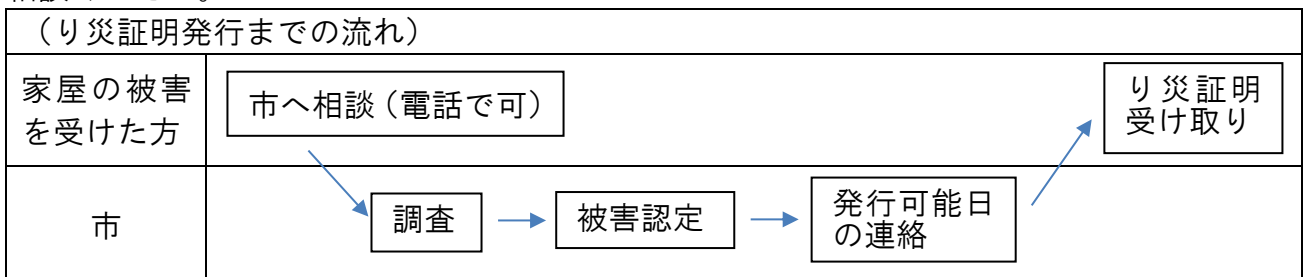 （り災証明発行までの流れ）
家屋の被害
を受けた方
市へ相談（電話で可）
り災証明
受け取り
市
調査
被害認定
発行可能日
の連絡